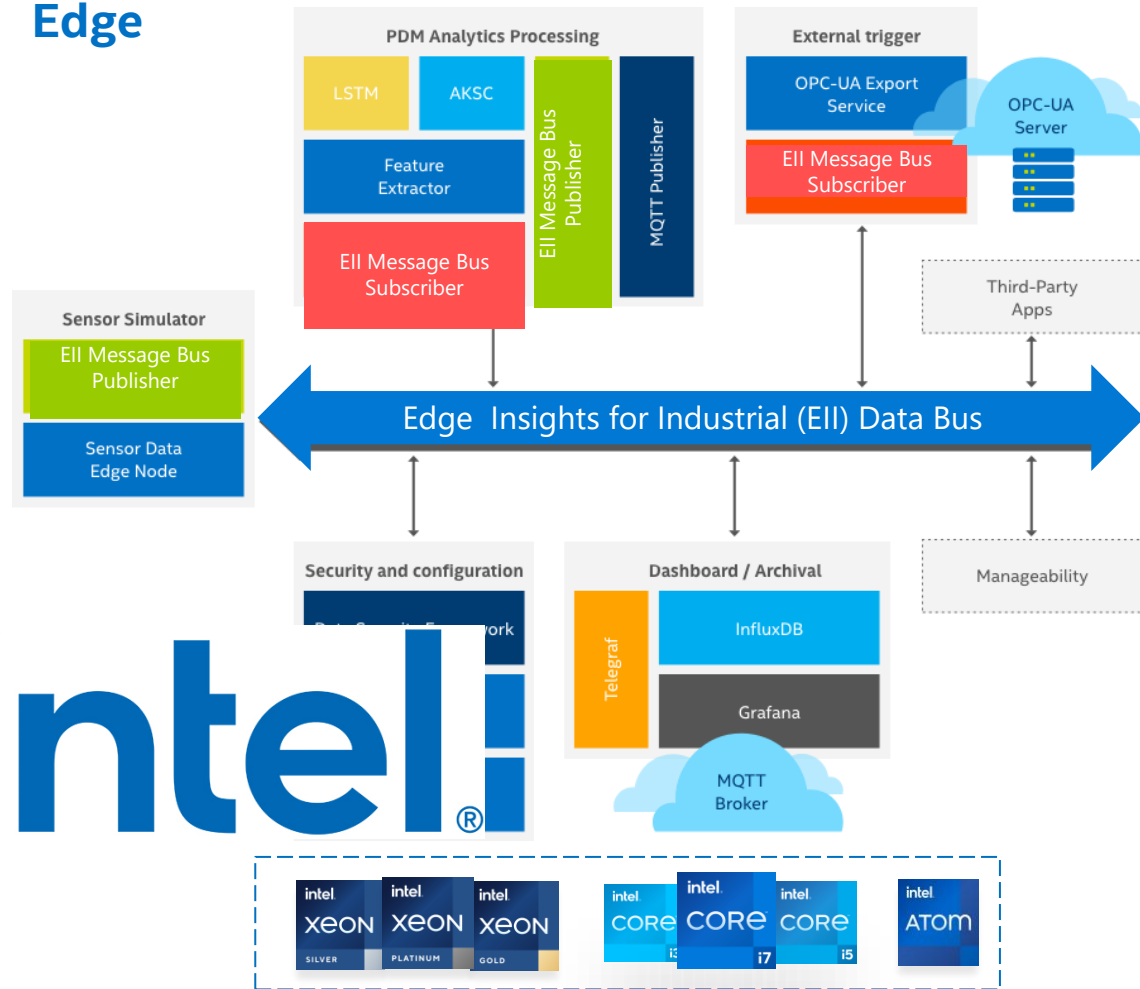 Edge
PDM Analytics Processing
LSTM
AKSC
Feature
Extractor
EII Message Bus
Subscriber
EII Message Bus
Publisher
MQTT Publisher
External trigger
OPC-UA Export
Service
EII Message Bus
Subscriber
OPC-UA
Server
Third-Party
Apps
Sensor Simulator
EII Message Bus
Publisher
Sensor Data
Edge Node
Edge  Insights for Industrial (EII) Data Bus
Security and configuration
Dashboard / Archival
Telegraf
InfluxDB
Grafana
MQTT
Broker
Manageability
ntel
®
intel.
XEON
SILVER
intel.
XEON
PLATINUM
intel.
XEON
GOLD
intel.
CORE
i3
intel.
CORE
i7
intel.
CORE
i5
intel.
ATOM